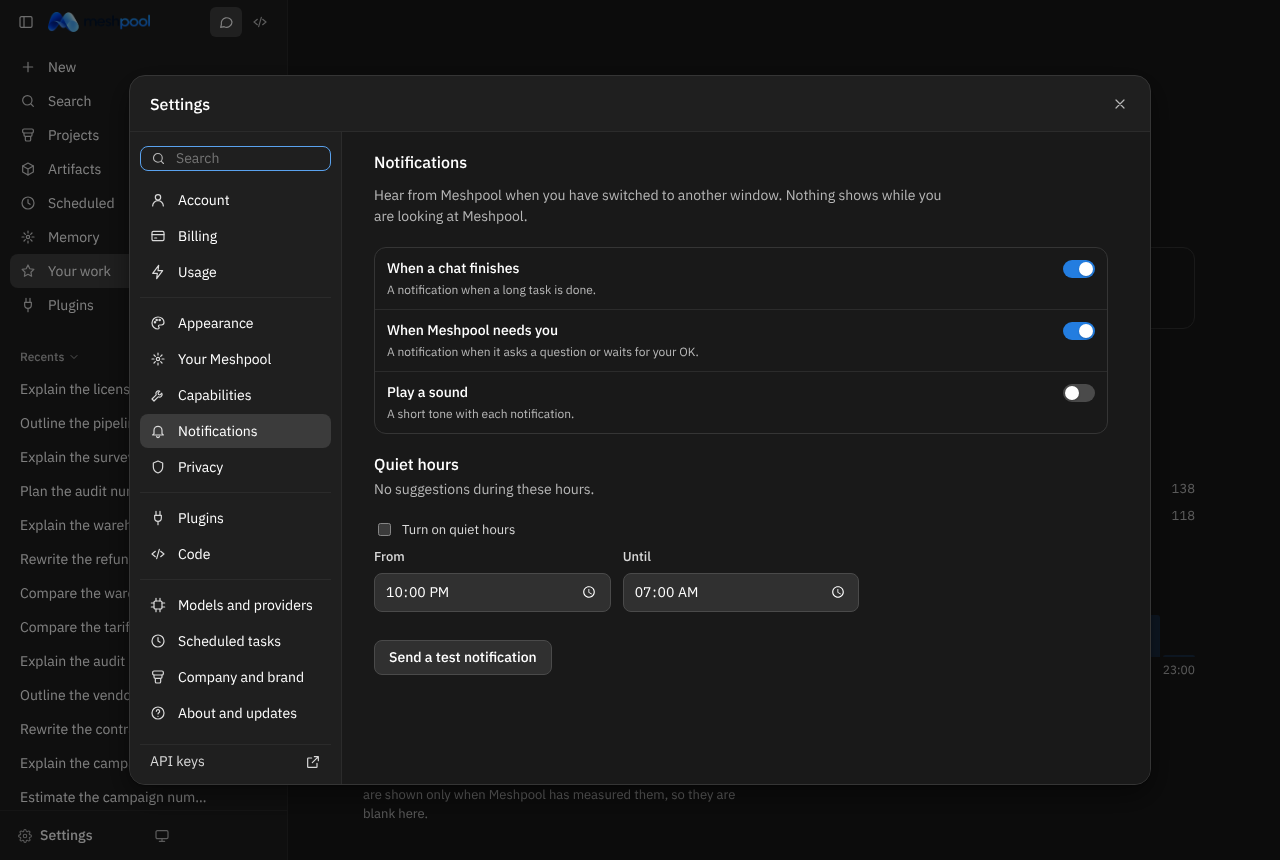 meshpool
New
Search
Projects
Artifacts
Scheduled
Memory
Your work
Plugins
Recents
Explain the licens
Outline the pipeli
Explain the surve
Plan the audit nu
Explain the wareh
Rewrite the refun
Compare the ware
Compare the tarif
Explain the audit
Outline the vendo
Rewrite the contr
Explain the camp
Estimate the campaign num...
Settings
Settings
Search
Account
Billing
Usage
Appearance
Your Meshpool
Capabilities
Notifications
Privacy
Plugins
Code
Models and providers
Scheduled tasks
Company and brand
About and updates
API keys
Notifications
Hear from Meshpool when you have switched to another window. Nothing shows while you
are looking at Meshpool.
When a chat finishes
A notification when a long task is done.
When Meshpool needs you
A notification when it asks a question or waits for your OK.
Play a sound
A short tone with each notification.
Quiet hours
No suggestions during these hours.
Turn on quiet hours
From
Until
10:00 PM
07:00 AM
Send a test notification
138
118
23:00
are shown only when Meshpool has measured them, so they are
blank here.